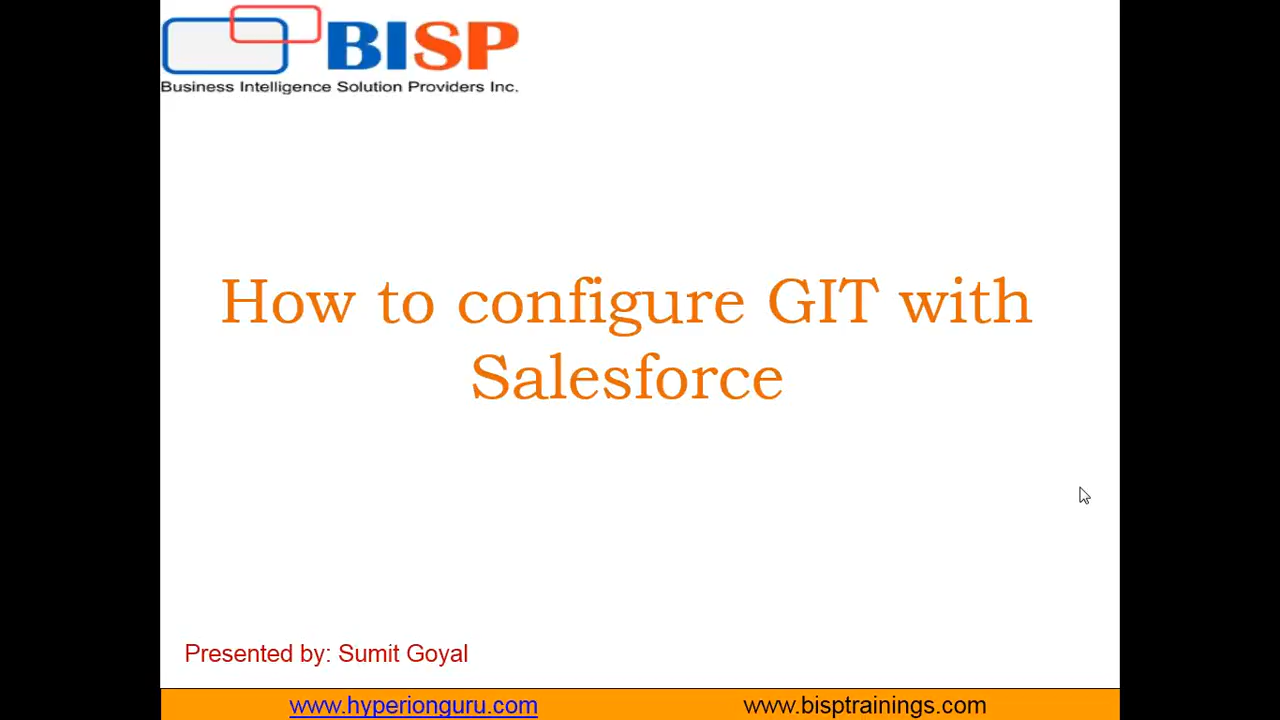 BISP
Business Intelligence Solution Providers Inc.
How to configure GIT with
Salesforce
Presented by: Sumit Goyal
www.hyperionguru.com
www.bisptrainings.com